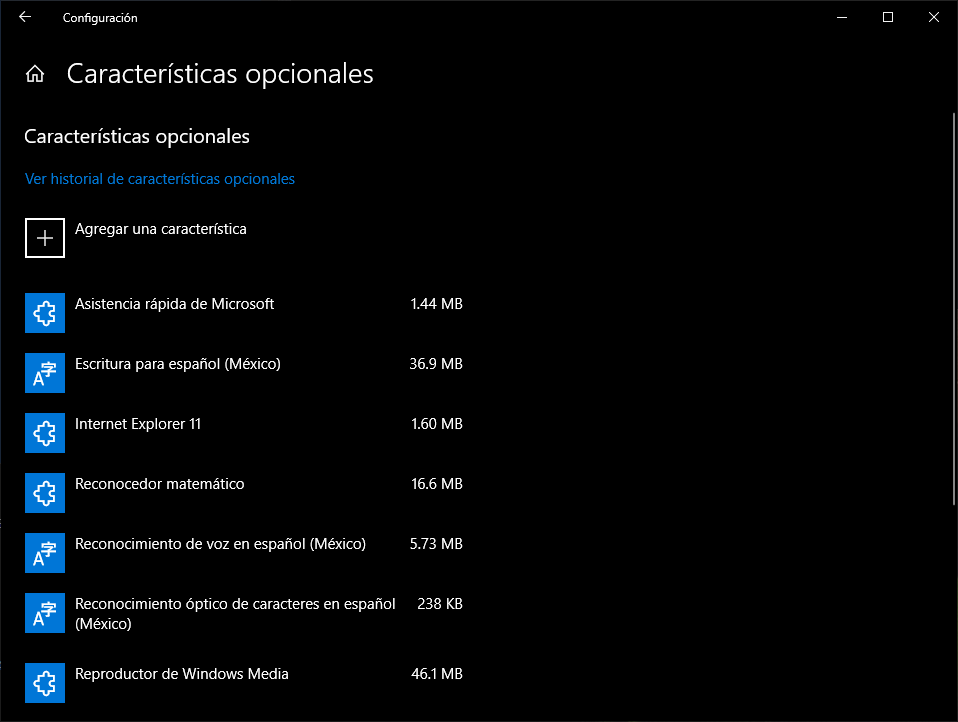 Configuración
Características opcionales
Características opcionales
Ver historial de características opcionales
Agregar una característica
Asistencia rápida de Microsoft 1.44 MB
Escritura para español (México) 36.9 MB
Internet Explorer 11 1.60 MB
Reconocedor matemático 16.6 MB
Reconocimiento de voz en español (México) 5.73 MB
Reconocimiento óptico de caracteres en español 238 KB
(México)
Reproductor de Windows Media 46.1 MB